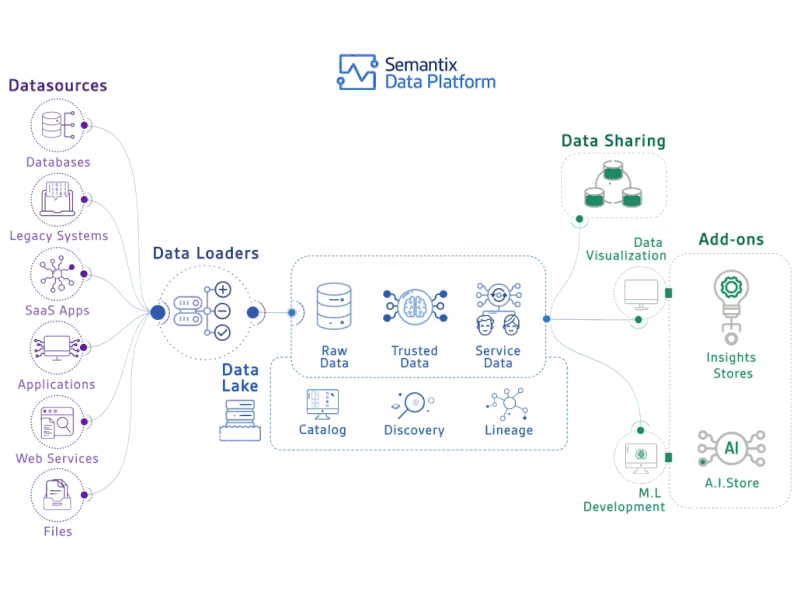 Semantix
Data Platform
Datasources
Databases
Legacy Systems
SaaS Apps
Applications
Web Services
Files
Data Loaders
Data
Lake
Raw
Data
Trusted
Data
Service
Data
Catalog
Discovery
Lineage
Data Sharing
Data
Visualization
M.L
Development
Add-ons
Insights
Stores
AI
A.I.Store